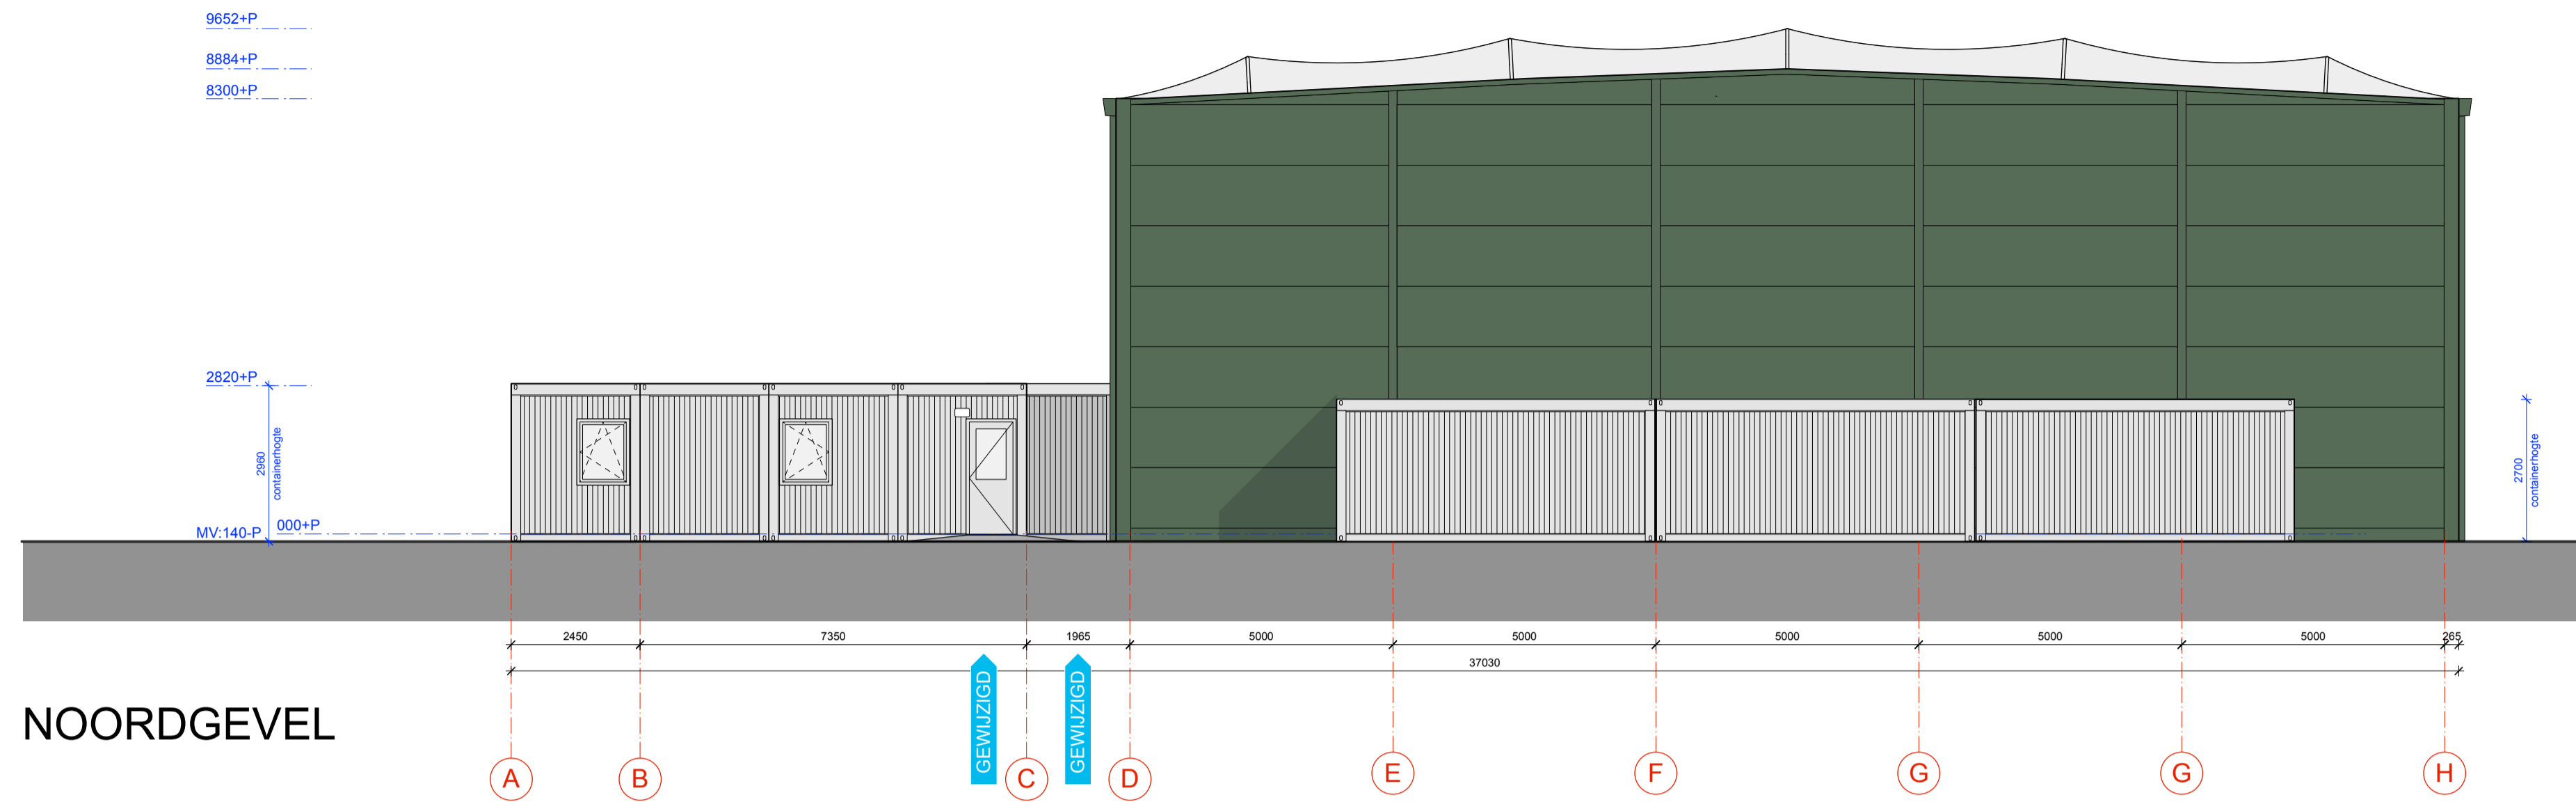 9652+P
8884+P
8300+P
2820+P
2960
containerhogte
2700
containerhogte
MV:140-P
000+P
2450
7350
1965
5000
5000
5000
5000
5000
265
37030
GEWIJZIGD
GEWIJZIGD
NOORDGEVEL
A
B
C
D
E
F
G
G
H